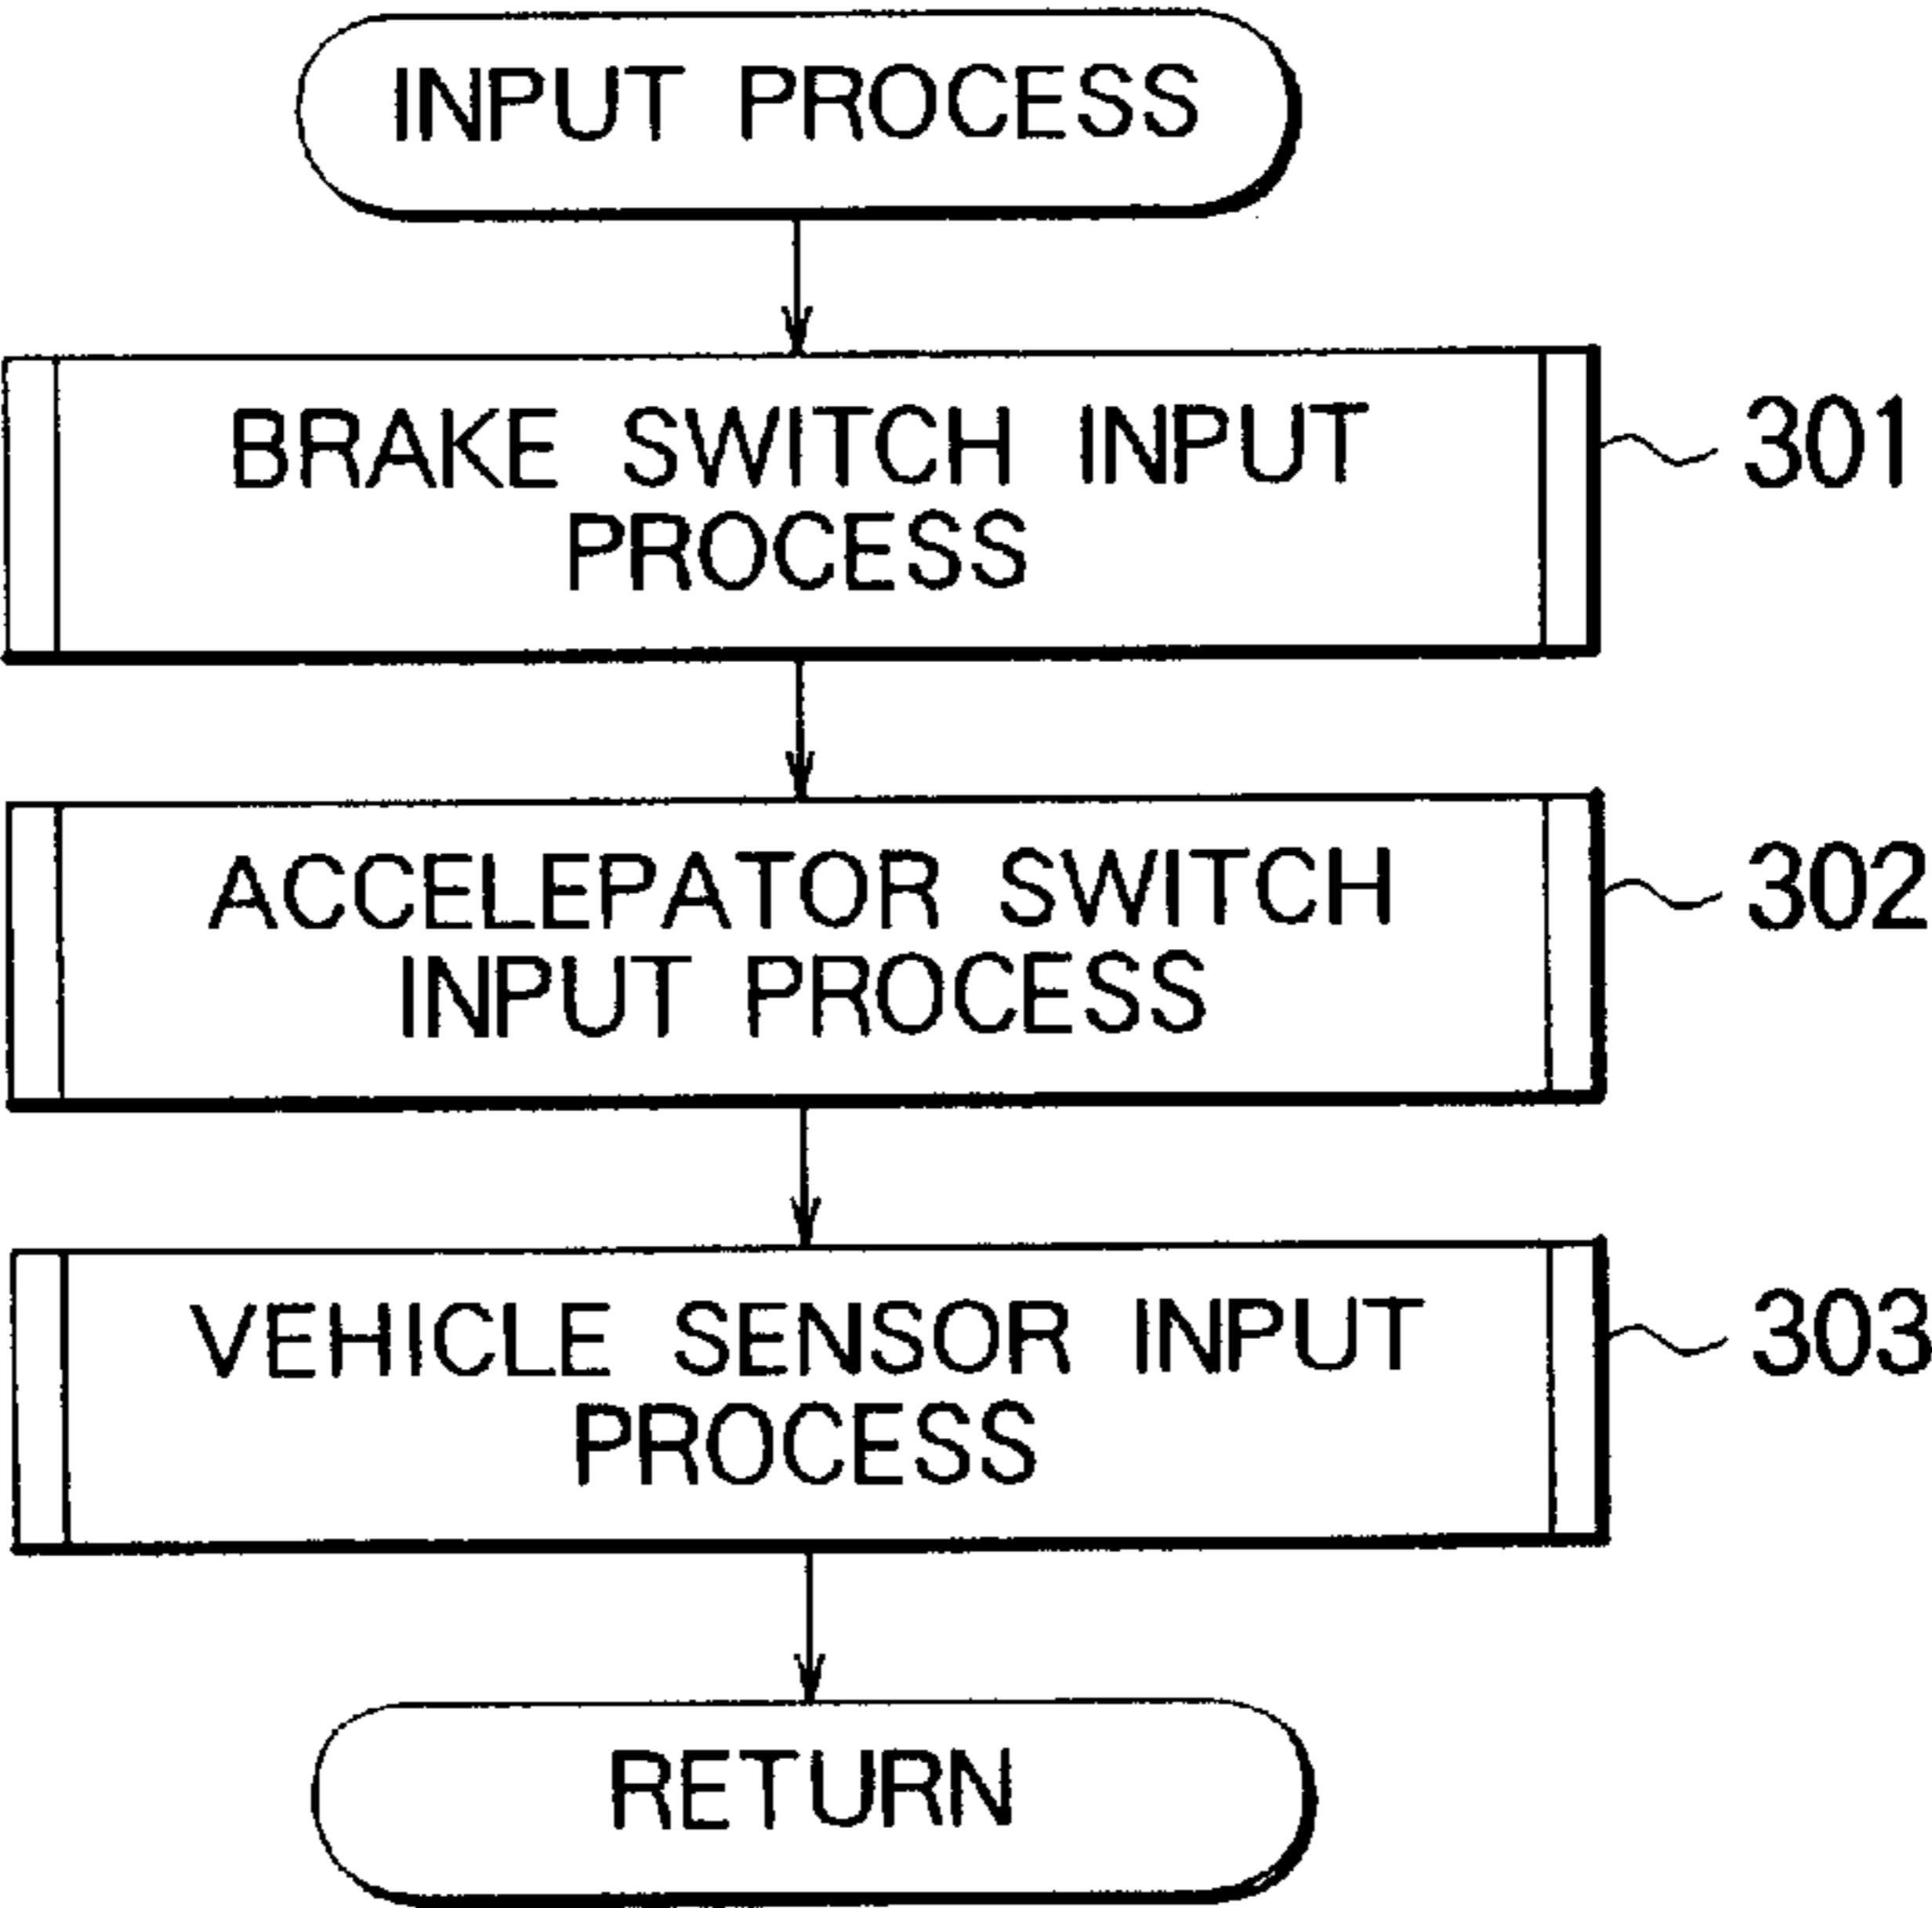 INPUT PROCESS
BRAKE SWITCH INPUT
PROCESS
301
ACCELEPATOR SWITCH
INPUT PROCESS
302
VEHICLE SENSOR INPUT
PROCESS
303
RETURN